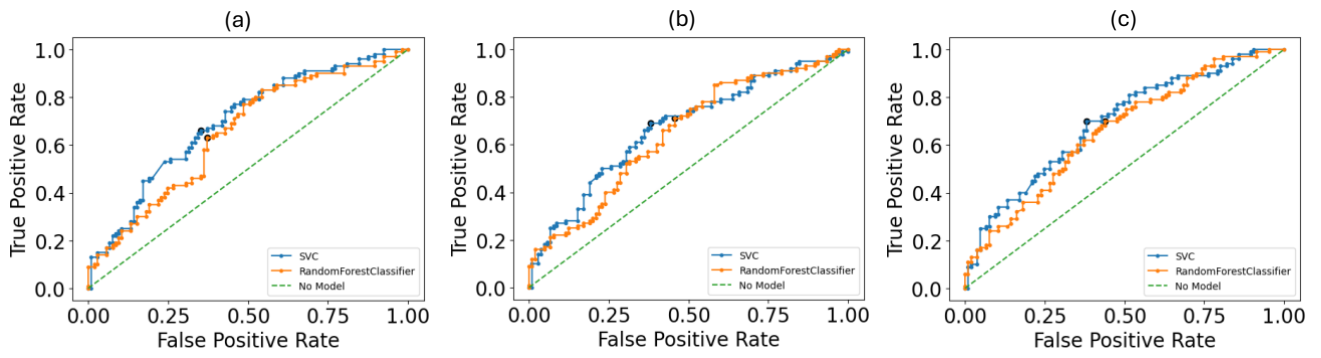 (a)
True Positive Rate
1.0
0.8
0.6
0.4
0.2
0.0
SVC
RandomForestClassifier
No Model
0.00 0.25 0.50 0.75 1.00
False Positive Rate
(b)
True Positive Rate
1.0
0.8
0.6
0.4
0.2
0.0
SVC
RandomForestClassifier
No Model
0.00 0.25 0.50 0.75 1.00
False Positive Rate
(c)
True Positive Rate
1.0
0.8
0.6
0.4
0.2
0.0
SVC
RandomForestClassifier
No Model
0.00 0.25 0.50 0.75 1.00
False Positive Rate